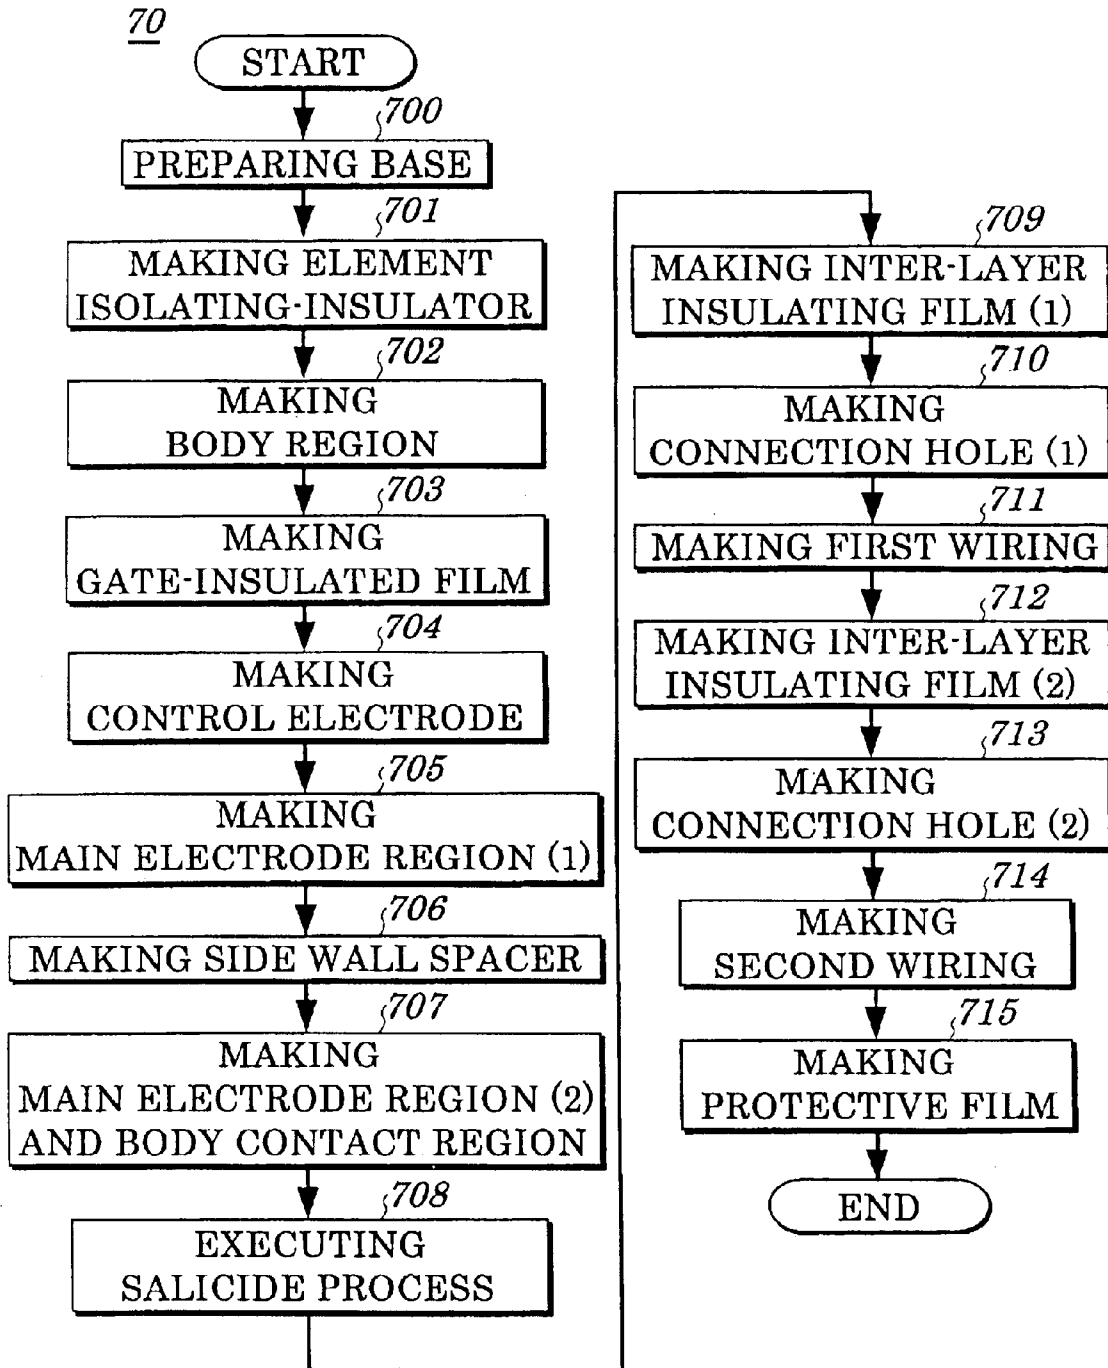 70
START
700
PREPARING BASE
701
MAKING ELEMENT
ISOLATING-INSULATOR
702
MAKING
BODY REGION
703
MAKING
GATE-INSULATED FILM
704
MAKING
CONTROL ELECTRODE
705
MAKING
MAIN ELECTRODE REGION (1)
706
MAKING SIDE WALL SPACER
707
MAKING
MAIN ELECTRODE REGION (2)
AND BODY CONTACT REGION
708
EXECUTING
SALICIDE PROCESS
709
MAKING INTER-LAYER
INSULATING FILM (1)
710
MAKING
CONNECTION HOLE (1)
711
MAKING FIRST WIRING
712
MAKING INTER-LAYER
INSULATING FILM (2)
713
MAKING
CONNECTION HOLE (2)
714
MAKING
SECOND WIRING
715
MAKING
PROTECTIVE FILM
END